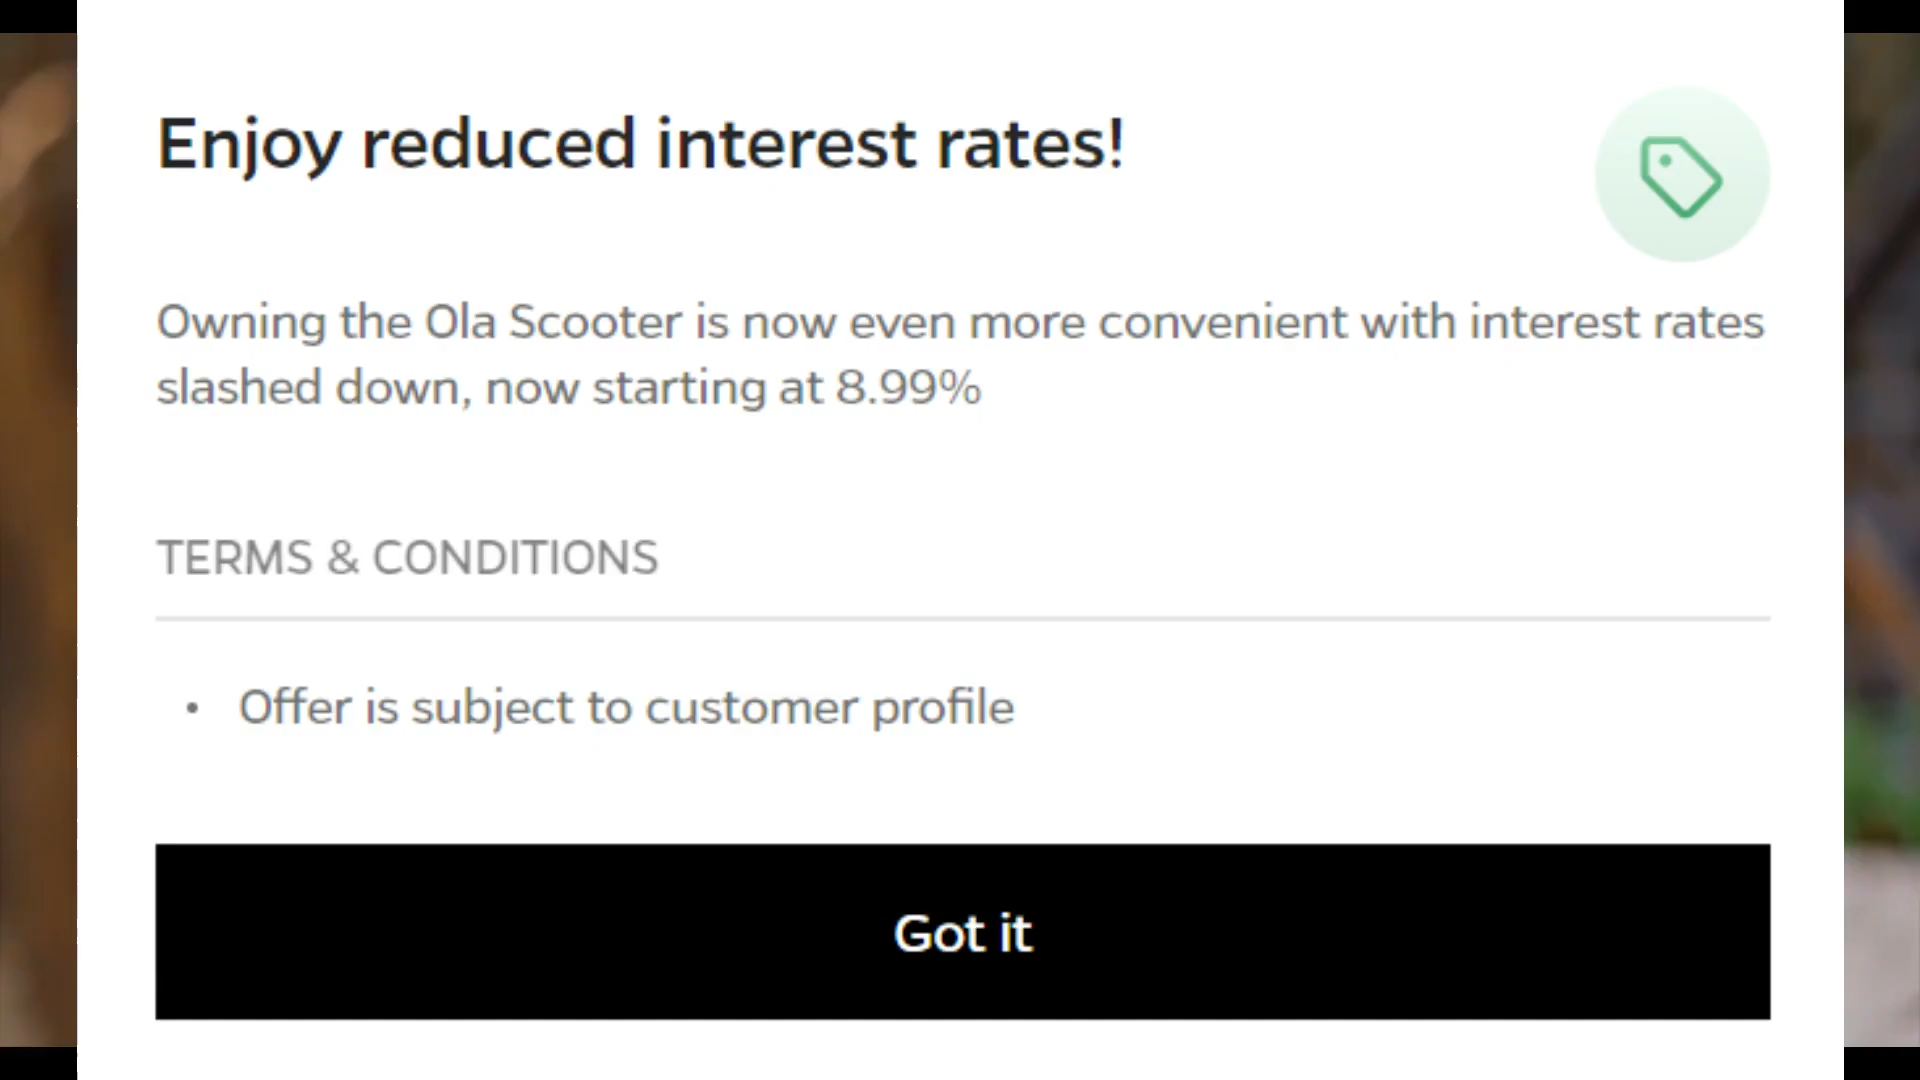 Enjoy reduced interest rates!
Owning the Ola Scooter is now even more convenient with interest rates
slashed down, now starting at 8.99%
TERMS & CONDITIONS
• Offer is subject to customer profile
Got it